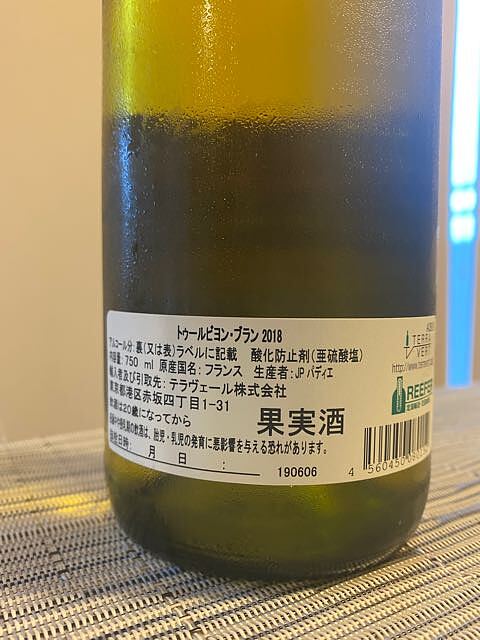 トゥールビヨン・ブラン 2018
アルコール分: 裏(又は表)ラベルに記載 酸化防止剤(亜硫酸塩)
内容量: 750 ml 原産国名: フランス 生産者: JP パディエ
輸入者及び引取先: テラヴェール株式会社
東京都港区赤坂四丁目1-31
飲酒は20歳になってから
妊娠中や授乳期の飲酒は、胎児・乳児の発育に悪影響を与える恐れがあります。
月 日 :
果実酒
190606
TERRA
VERT
http://www.terra
REEFER
4 560450